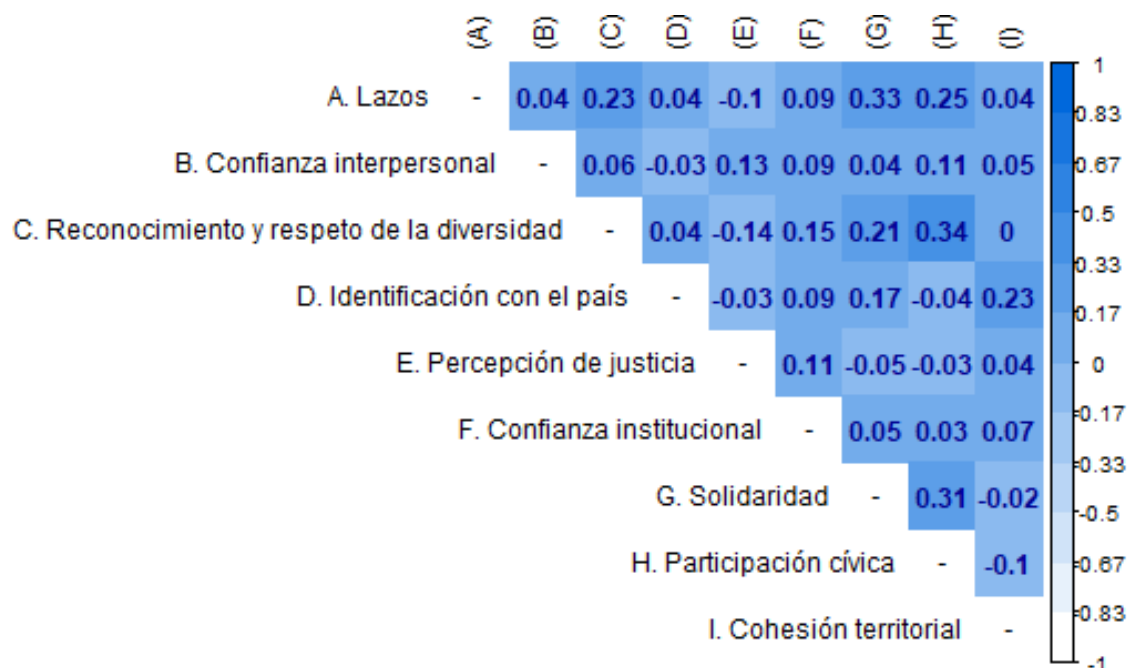 (A) (B) (C) (D) (E) (F) (G) (H) (I)
A. Lazos - 0.04 0.23 0.04 -0.1 0.09 0.33 0.25 0.04
B. Confianza interpersonal - 0.06 -0.03 0.13 0.09 0.04 0.11 0.05
C. Reconocimiento y respeto de la diversidad - 0.04 -0.14 0.15 0.21 0.34 0
D. Identificación con el país - -0.03 0.09 0.17 -0.04 0.23
E. Percepción de justicia - 0.11 -0.05 -0.03 0.04
F. Confianza institucional - 0.05 0.03 0.07
G. Solidaridad - 0.31 -0.02
H. Participación cívica - -0.1
I. Cohesión territorial -
1
0.83
0.67
0.5
0.33
0.17
0
-0.17
-0.33
-0.5
-0.67
-0.83
-1